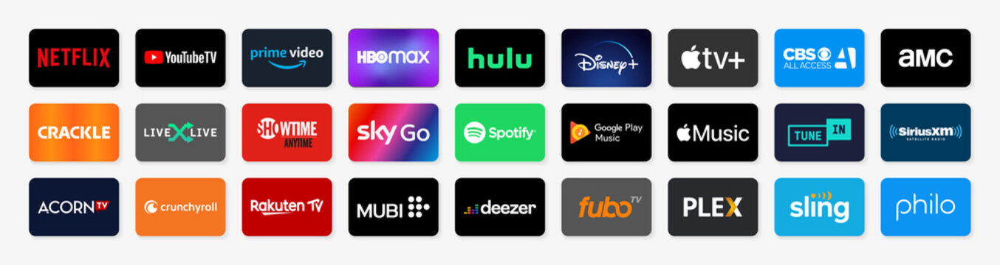 NETFLIX
YouTubeTV
prime video
HBOmax
hulu
Disney+
tv+
CBS
ALL ACCESS
aMC
CRACKLE
LIVE X LIVE
SHOWTIME
ANYTIME
sky Go
Spotify
Google Play
Music
Music
TUNE
IN
SiriusXm
SATELLITE RADIO
ACORN TV
crunchyroll
Rakuten TV
MUBI
deezer
fubo TV
PLEX
sling
philo